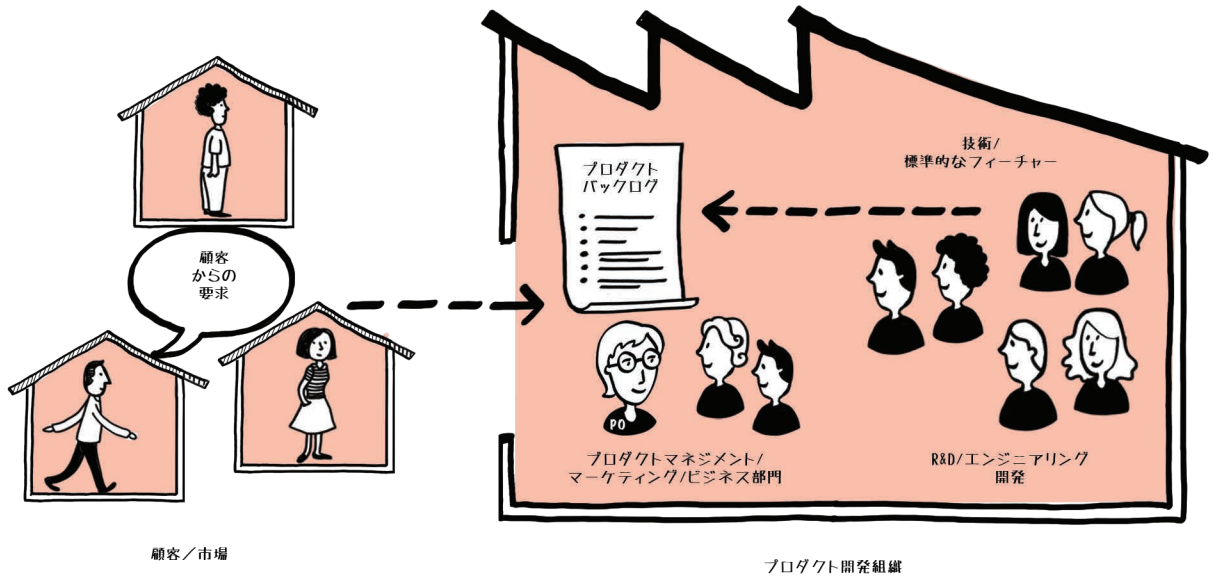 顧客
からの
要求
顧客／市場
プロダクト
バックログ
技術/
標準的なフィーチャー
PO
プロダクトマネジメント/
マーケティング/ビジネス部門
R&D/エンジニアリング
開発
プロダクト開発組織